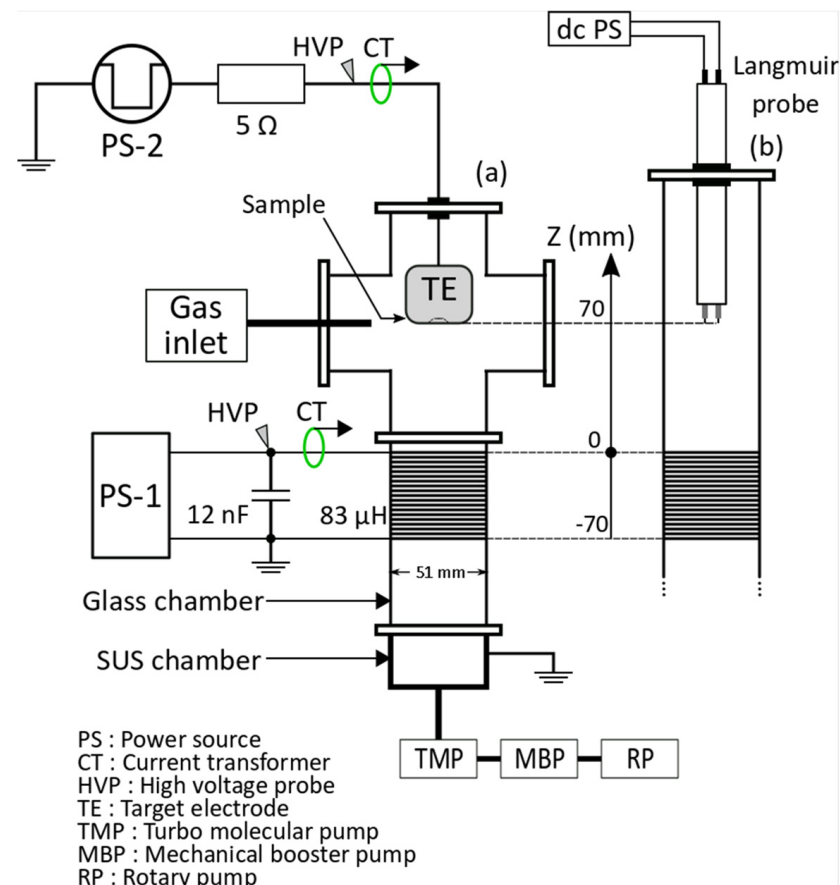 dc PS
HVP CT
Langmuir
probe
PS-2
5 Ω
(a)
(b)
Sample
Z (mm)
TE
Gas
inlet
70
HVP
CT
0
PS-1
12 nF
83 μH
-70
51 mm
Glass chamber
SUS chamber
TMP
MBP
RP
PS : Power source
CT : Current transformer
HVP : High voltage probe
TE : Target electrode
TMP : Turbo molecular pump
MBP : Mechanical booster pump
RP : Rotary pump